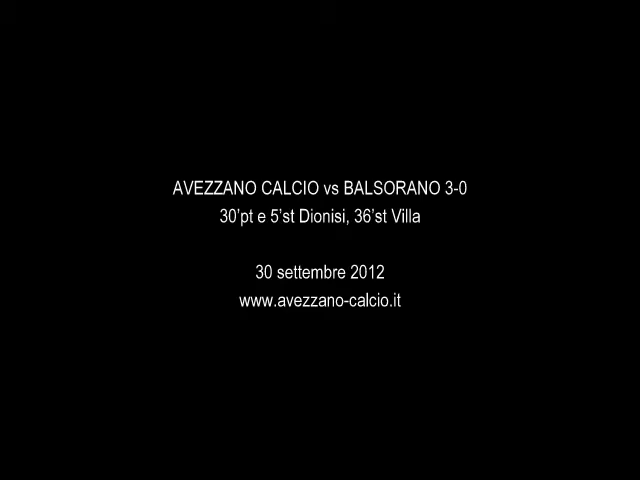 AVEZZANO CALCIO vs BALSORANO 3-0
30'pt e 5'st Dionisi, 36'st Villa
30 settembre 2012
www.avezzano-calcio.it